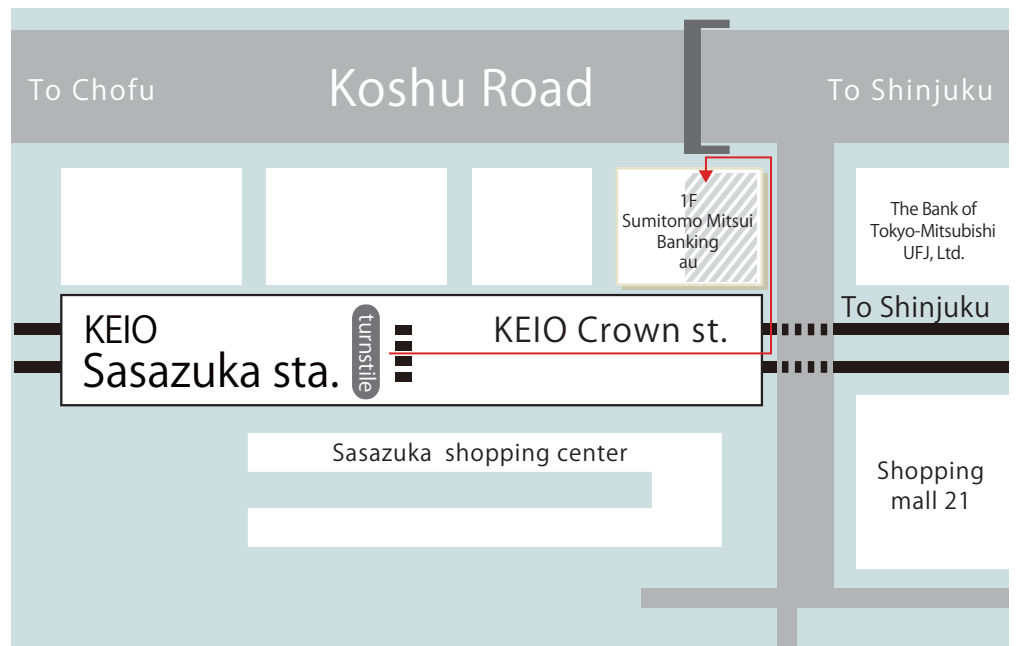 To Chofu
Koshu Road
To Shinjuku
1F
Sumitomo Mitsui
Banking
au
The Bank of
Tokyo-Mitsubishi
UFJ, Ltd.
To Shinjuku
KEIO
Sasazuka sta.
turnstile
KEIO Crown st.
Sasazuka shopping center
Shopping
mall 21